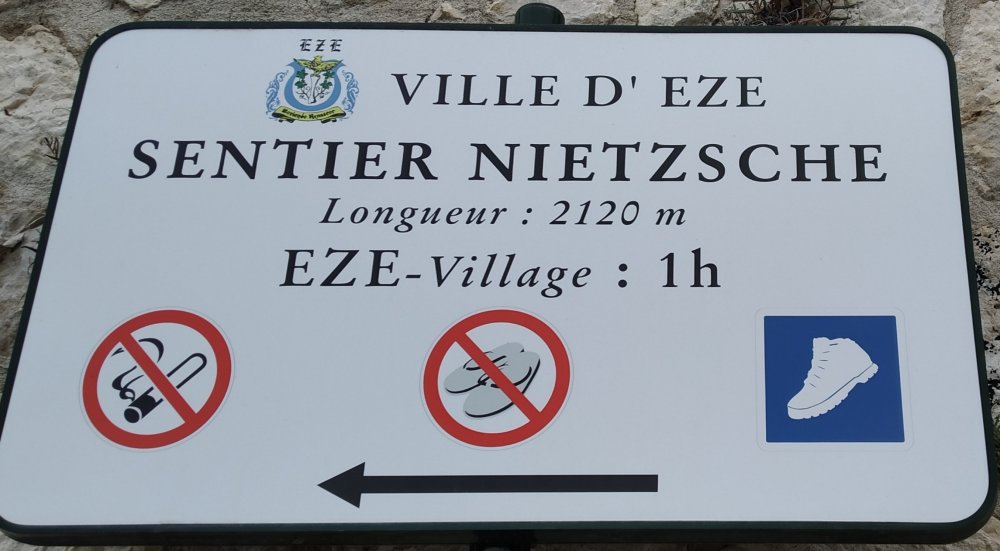 EZE
VILLE D' EZE
SENTIER NIETZSCHE
Longueur : 2120 m
EZE-Village : 1h